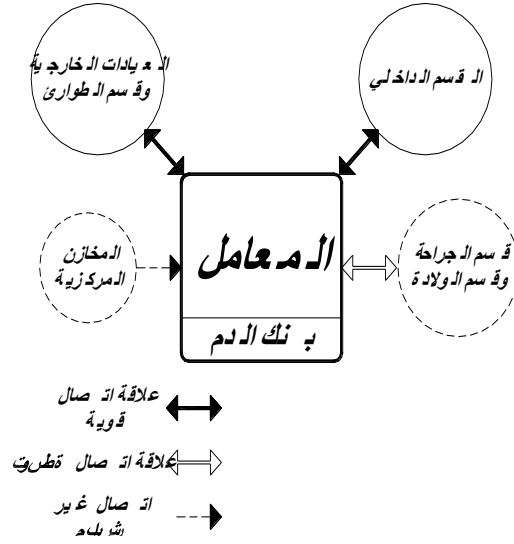 العيادات الخارجية
وقسم الطوارئ
القسم الداخلي
المخازن
المركزية
المعامل
بنك الدم
قسم الجراحة
وقسم الولادة
علاقة اتصال
قوية
علاقة اتصال
اتصال غير